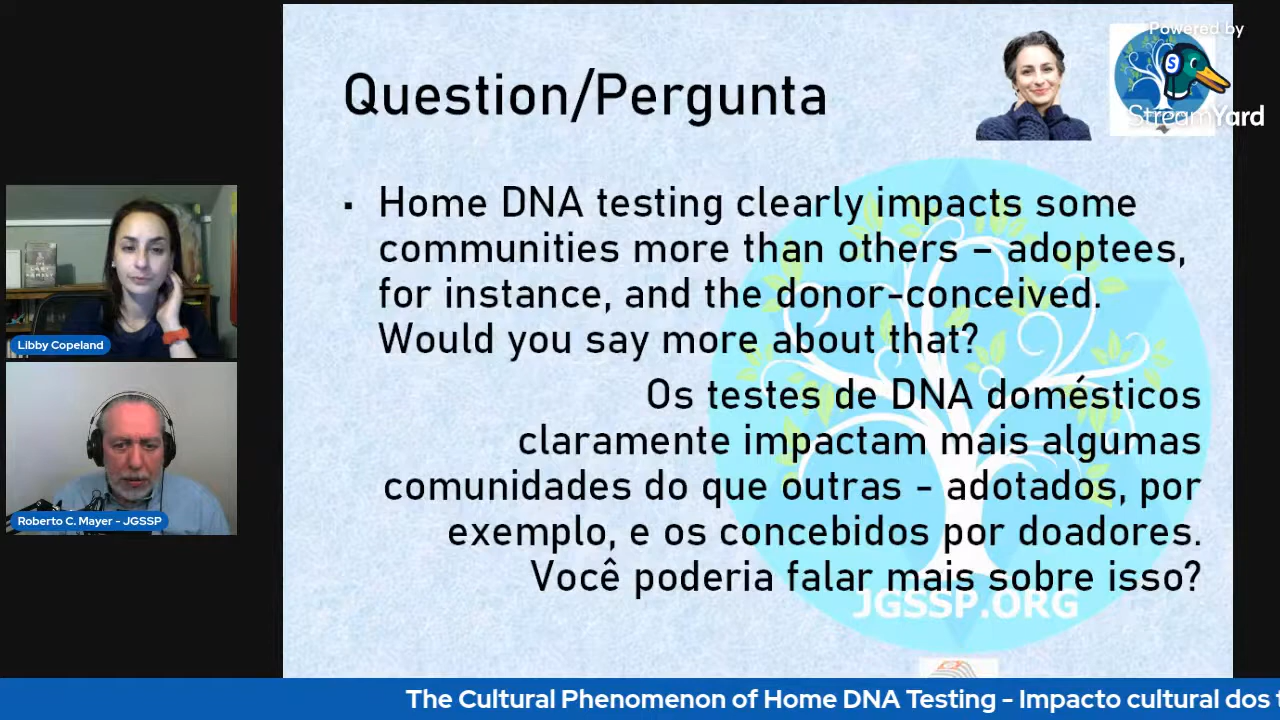 Powered by
StreamYard
Question/Pergunta
Home DNA testing clearly impacts some
communities more than others – adoptees,
for instance, and the donor-conceived.
Would you say more about that?
Os testes de DNA domésticos
claramente impactam mais algumas
comunidades do que outras - adotados, por
exemplo, e os concebidos por doadores.
Você poderia falar mais sobre isso?
JGSSP.ORG
Libby Copeland
Roberto C. Mayer - JGSSP
The Cultural Phenomenon of Home DNA Testing - Impacto cultural dos